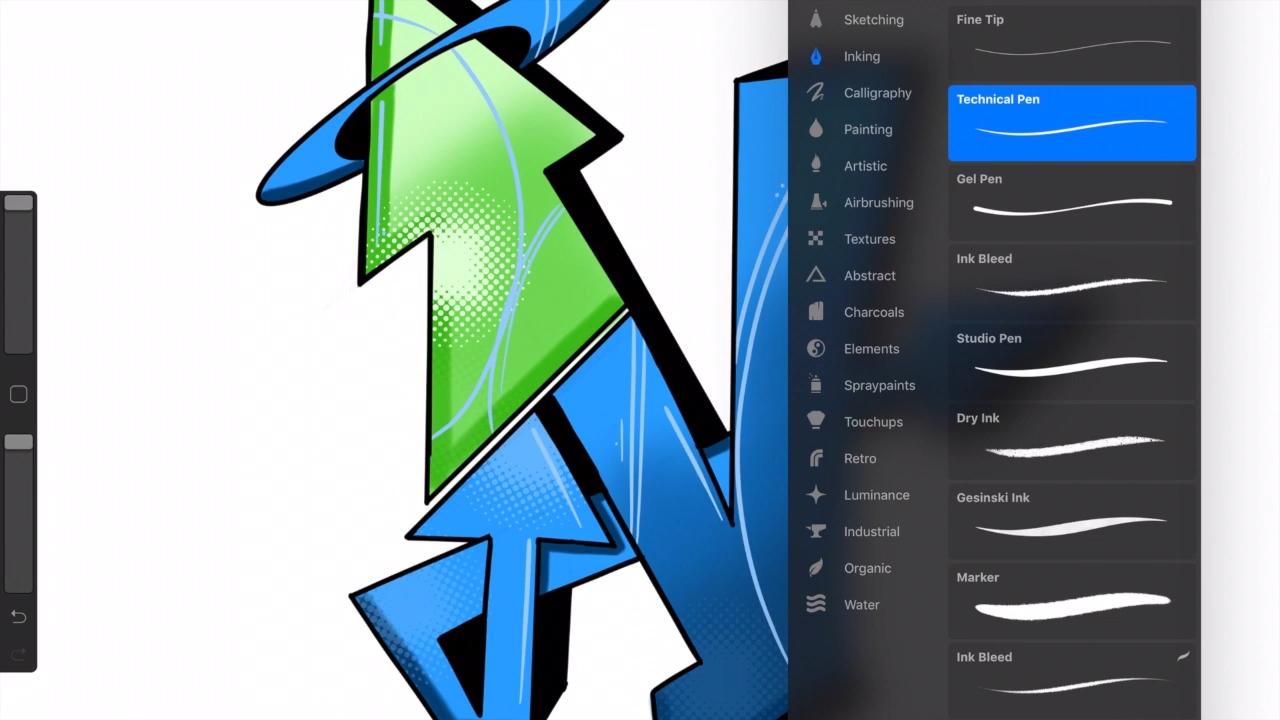 Sketching
Inking
Calligraphy
Painting
Artistic
Airbrushing
Textures
Abstract
Charcoals
Elements
Spraypaints
Touchups
Retro
Luminance
Industrial
Organic
Water
Fine Tip
Technical Pen
Gel Pen
Ink Bleed
Studio Pen
Dry Ink
Gesinski Ink
Marker
Ink Bleed